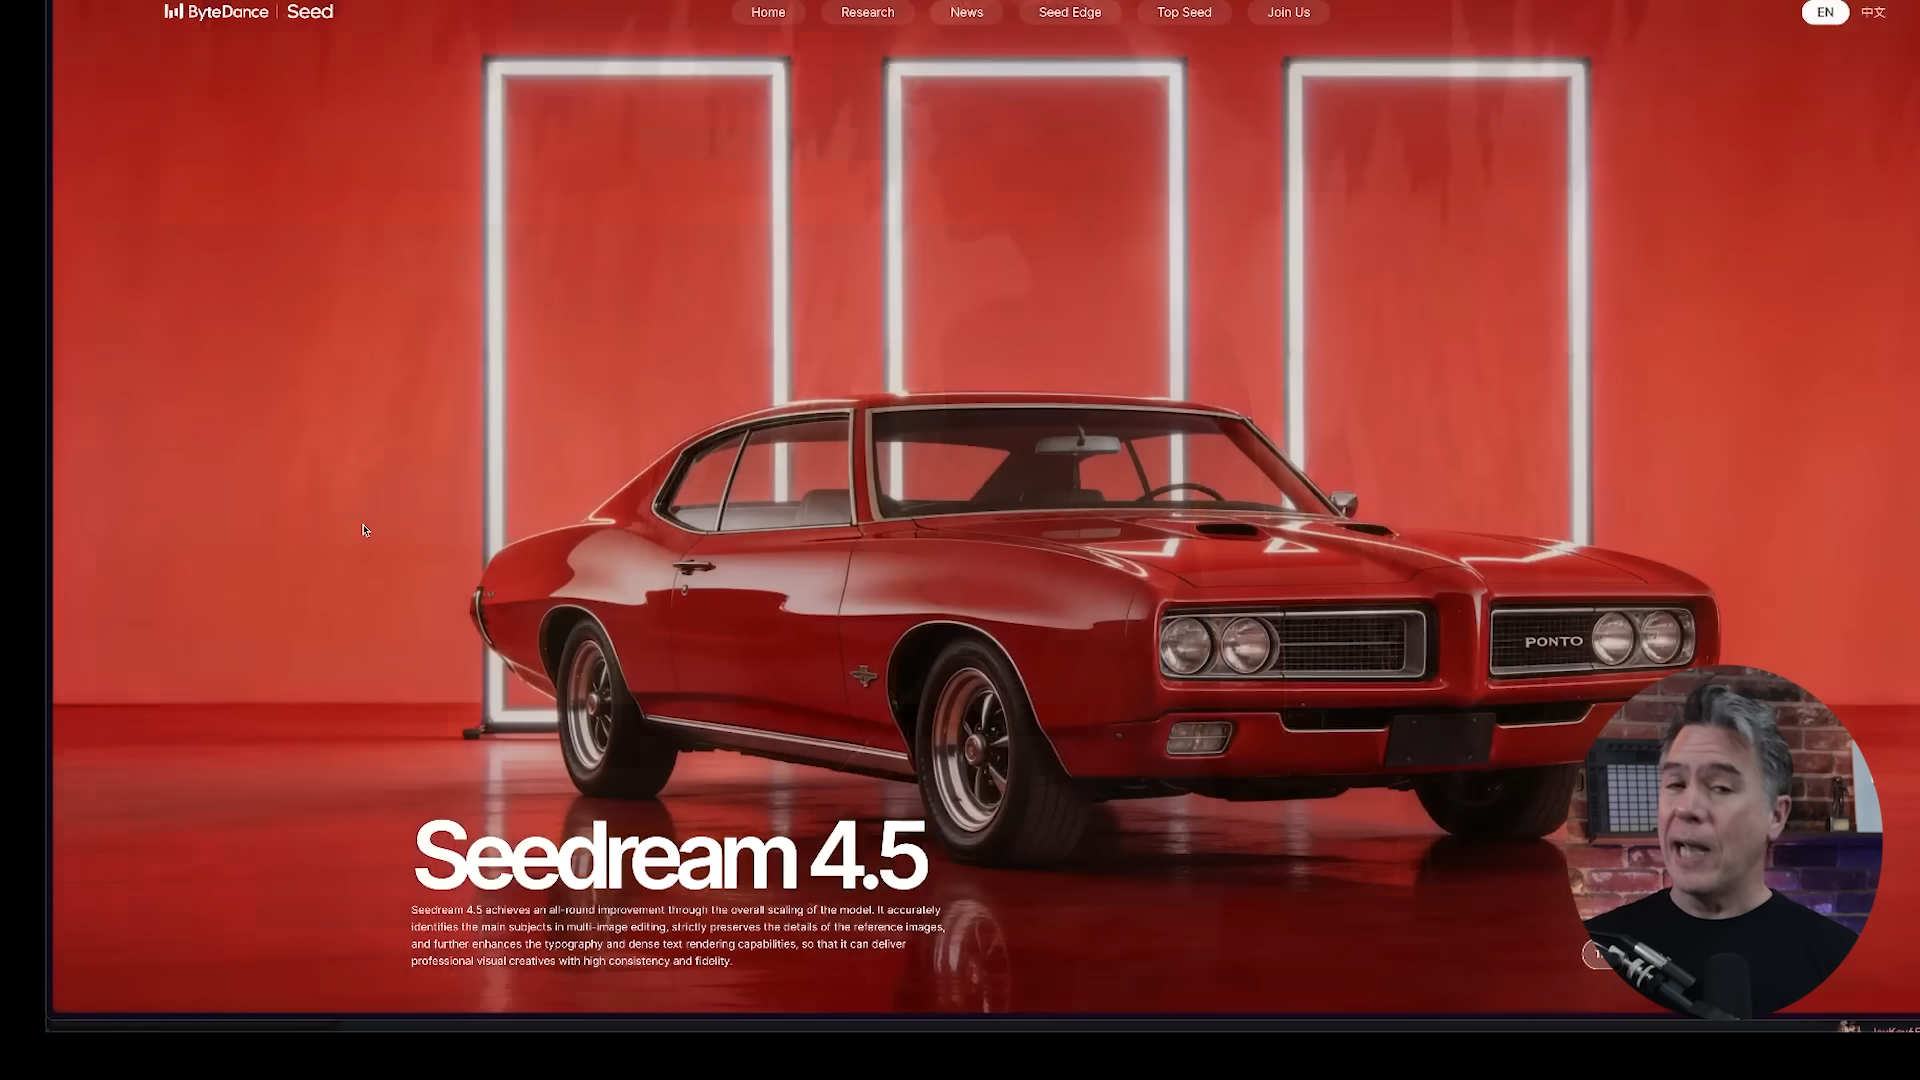 ByteDance | Seed
Home
Research
News
Seed Edge
Top Seed
Join Us
EN
中文
PONTO
Seedream 4.5
Seedream 4.5 achieves an all-round improvement through the overall scaling of the model. It accurately
identifies the main subjects in multi-image editing, strictly preserves the details of the reference images,
and further enhances the typography and dense text rendering capabilities, so that it can deliver
professional visual creatives with high consistency and fidelity.